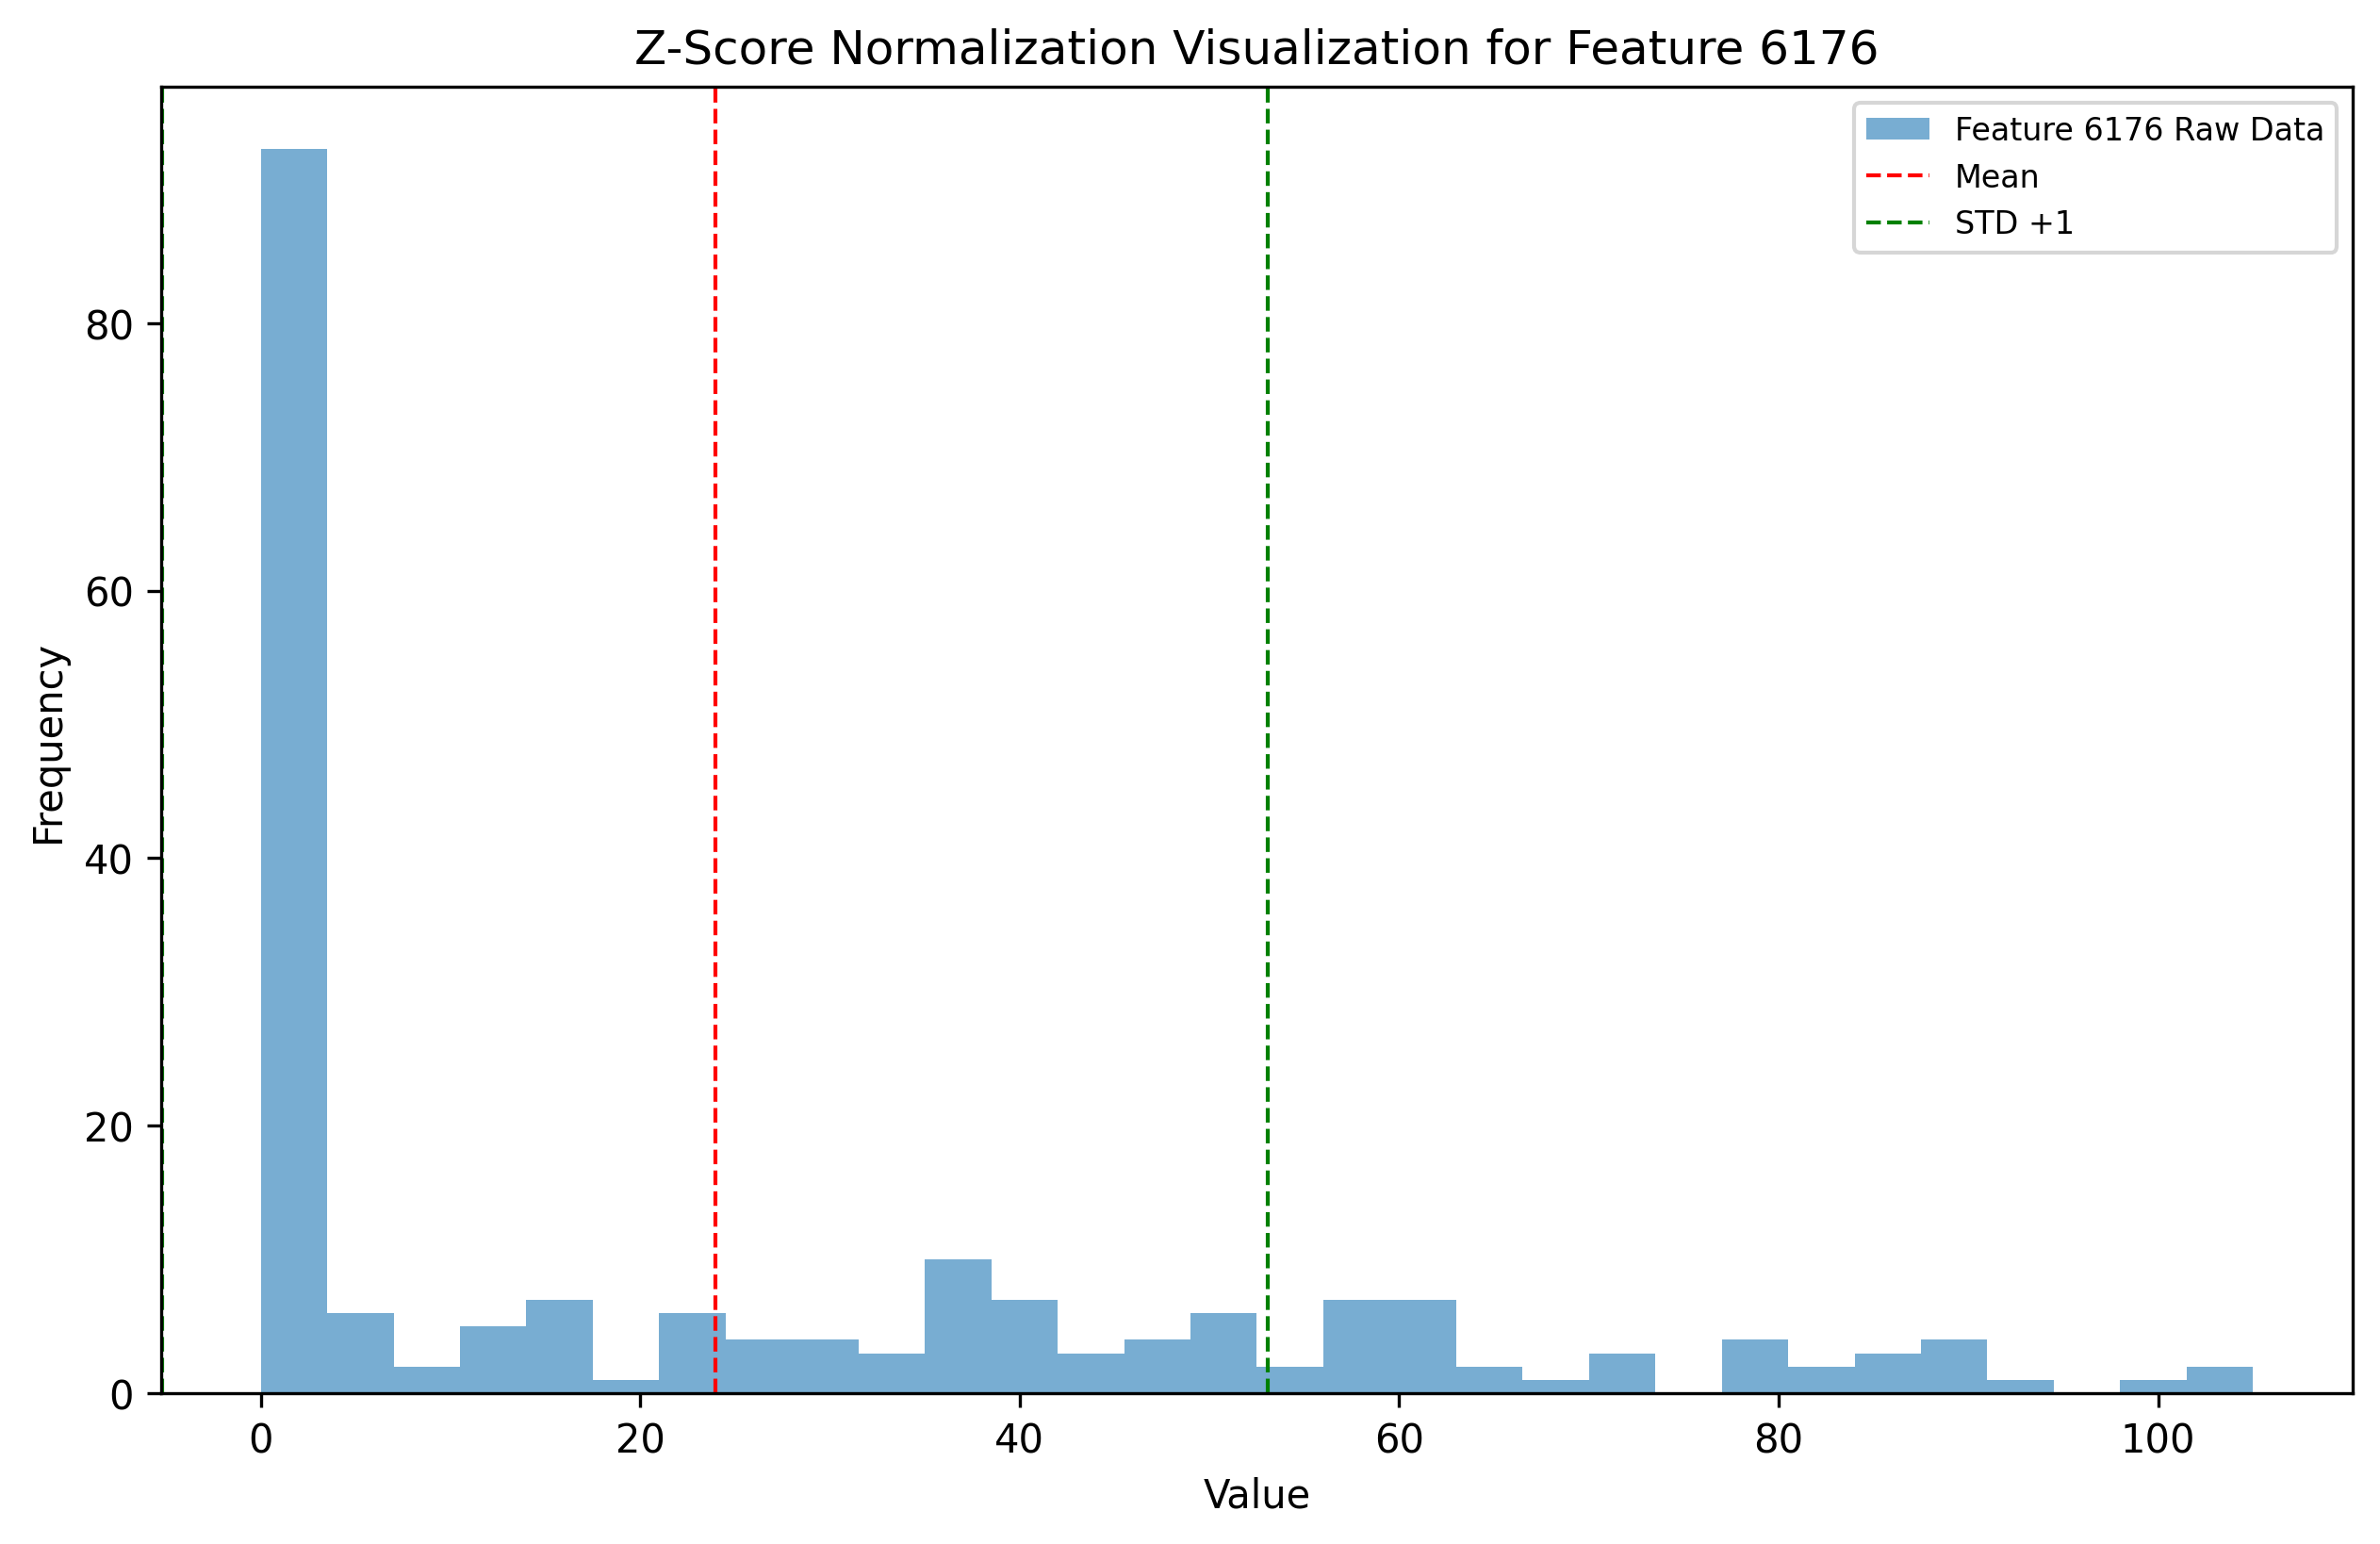 Z-Score Normalization Visualization for Feature 6176
Feature 6176 Raw Data
Mean
STD +1
80
60
40
20
0
Frequency
0 20 40 60 80 100
Value